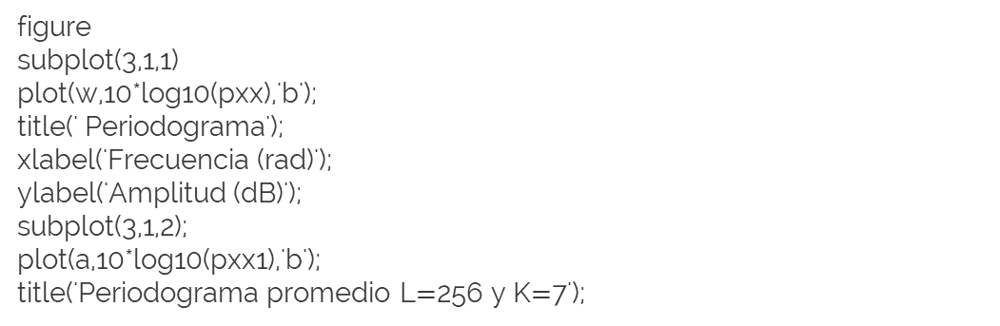 figure
subplot(3,1,1)
plot(w,10*log10(pxx),'b');
title(' Periodograma');
xlabel('Frecuencia (rad)');
ylabel('Amplitud (dB)');
subplot(3,1,2);
plot(a,10*log10(pxx1),'b');
title('Periodograma promedio L=256 y K=7');